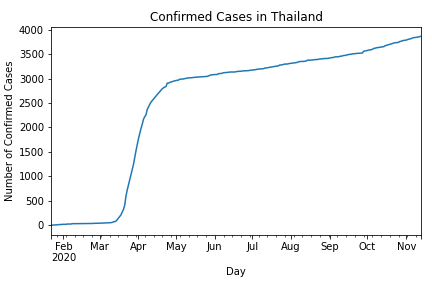 Confirmed Cases in Thailand
Number of Confirmed Cases
4000
3500
3000
2500
2000
1500
1000
500
0
Feb Mar Apr May Jun Jul Aug Sep Oct Nov
2020
Day